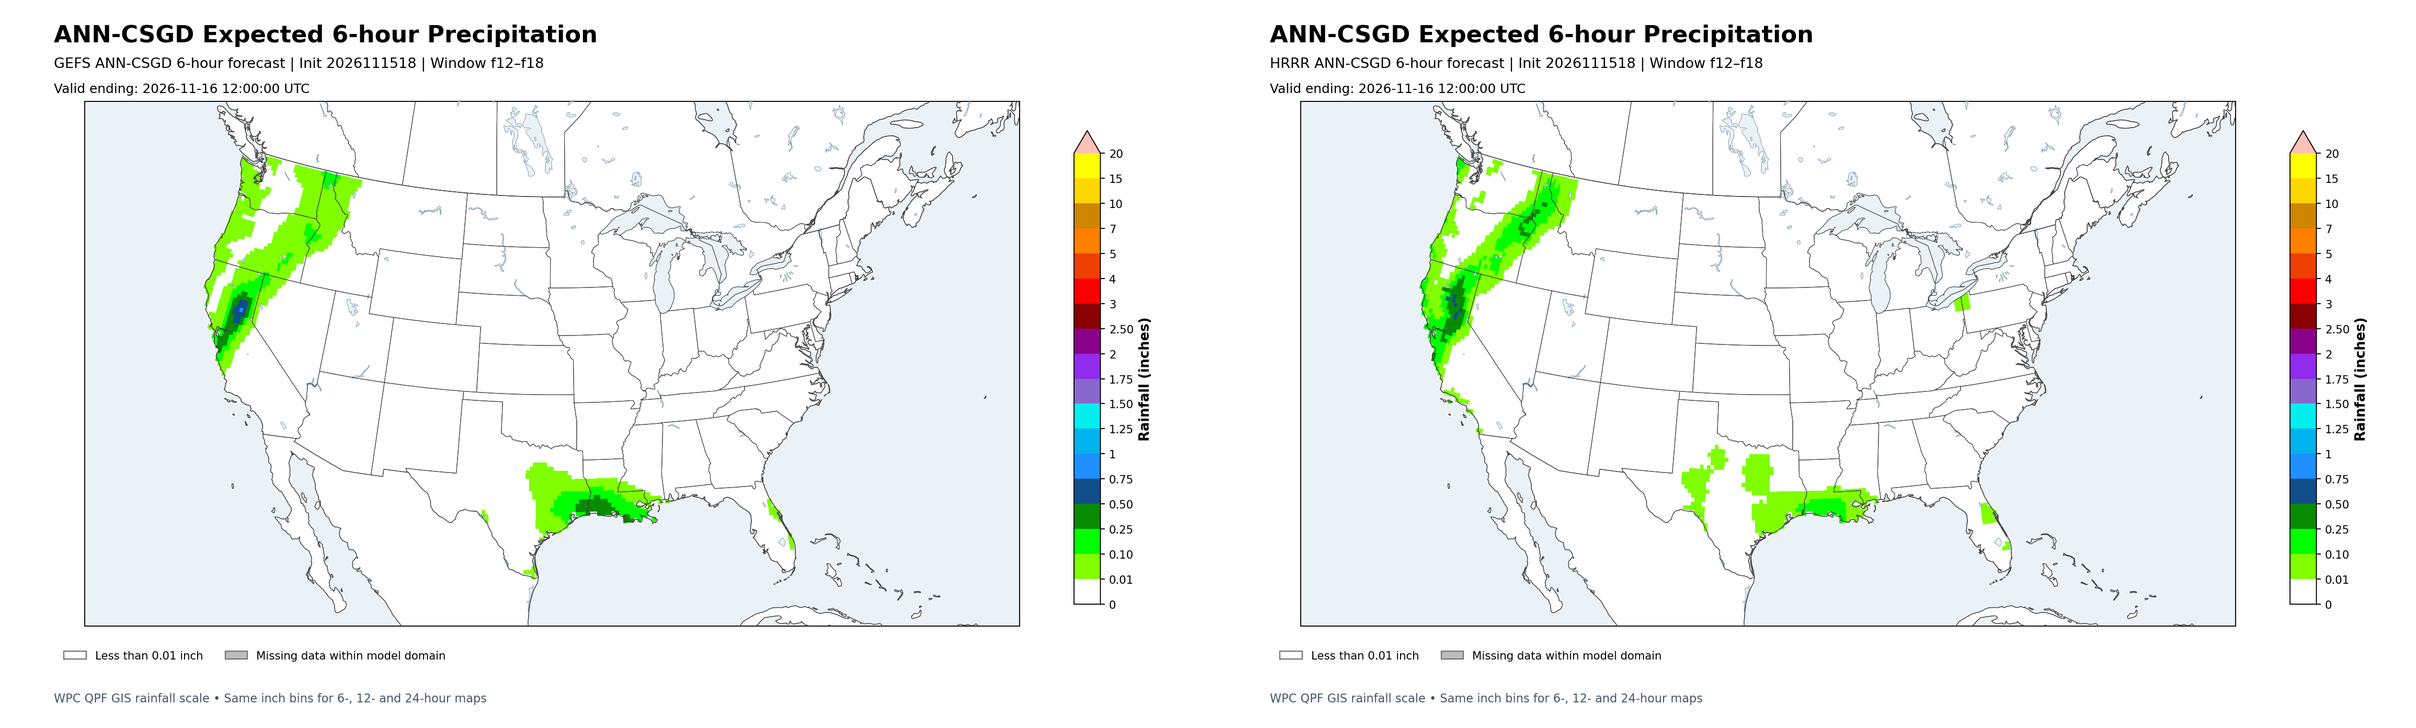 ANN-CSGD Expected 6-hour Precipitation
GEFS ANN-CSGD 6-hour forecast | Init 2026111518 | Window f12–f18
Valid ending: 2026-11-16 12:00:00 UTC
20
15
10
7
5
4
3
2.50
2
1.75
1.50
1.25
1
0.75
0.50
0.25
0.10
0.01
0
Rainfall (inches)
Less than 0.01 inch
Missing data within model domain
WPC QPF GIS rainfall scale • Same inch bins for 6-, 12- and 24-hour maps
ANN-CSGD Expected 6-hour Precipitation
HRRR ANN-CSGD 6-hour forecast | Init 2026111518 | Window f12–f18
Valid ending: 2026-11-16 12:00:00 UTC
20
15
10
7
5
4
3
2.50
2
1.75
1.50
1.25
1
0.75
0.50
0.25
0.10
0.01
0
Rainfall (inches)
Less than 0.01 inch
Missing data within model domain
WPC QPF GIS rainfall scale • Same inch bins for 6-, 12- and 24-hour maps